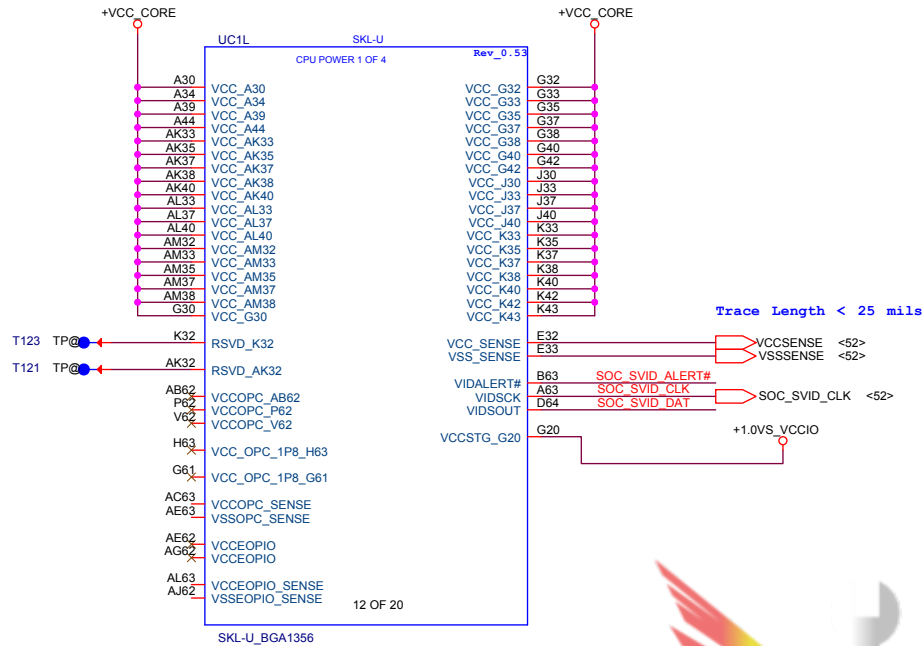 +VCC_CORE
+VCC_CORE
UC1L
SKL-U
Rev_0.53
CPU POWER 1 OF 4
A30 VCC_A30 VCC_G32 G32
A34 VCC_A34 VCC_G33 G33
A39 VCC_A39 VCC_G35 G35
A44 VCC_A44 VCC_G37 G37
AK33 VCC_AK33 VCC_G38 G38
AK35 VCC_AK35 VCC_G40 G40
AK37 VCC_AK37 VCC_G42 G42
AK38 VCC_AK38 VCC_J30 J30
AK40 VCC_AK40 VCC_J33 J33
AL33 VCC_AL33 VCC_J37 J37
AL37 VCC_AL37 VCC_J40 J40
AL40 VCC_AL40 VCC_K33 K33
AM32 VCC_AM32 VCC_K35 K35
AM33 VCC_AM33 VCC_K37 K37
AM35 VCC_AM35 VCC_K38 K38
AM37 VCC_AM37 VCC_K40 K40
AM38 VCC_AM38 VCC_K42 K42
G30 VCC_G30 VCC_K43 K43
Trace Length < 25 mils
T123 TP@ K32 RSVD_K32 VCC_SENSE E32 VCCSENSE <52>
VSS_SENSE E33 VSSSENSE <52>
T121 TP@ AK32 RSVD_AK32
VIDALERT# B63 SOC_SVID_ALERT#
AB62 VCCOPC_AB62 VIDSCK A63 SOC_SVID_CLK SOC_SVID_CLK <52>
P62 VCCOPC_P62 VIDSOUT D64 SOC_SVID_DAT
V62 VCCOPC_V62
VCCSTG_G20 G20 +1.0VS_VCCIO
H63 VCC_OPC_1P8_H63
G61 VCC_OPC_1P8_G61
AC63 VCCOPC_SENSE
AE63 VSSOPC_SENSE
AE62 VCCEOPIO
AG62 VCCEOPIO
AL63 VCCEOPIO_SENSE
AJ62 VSSEOPIO_SENSE
12 OF 20
SKL-U_BGA1356